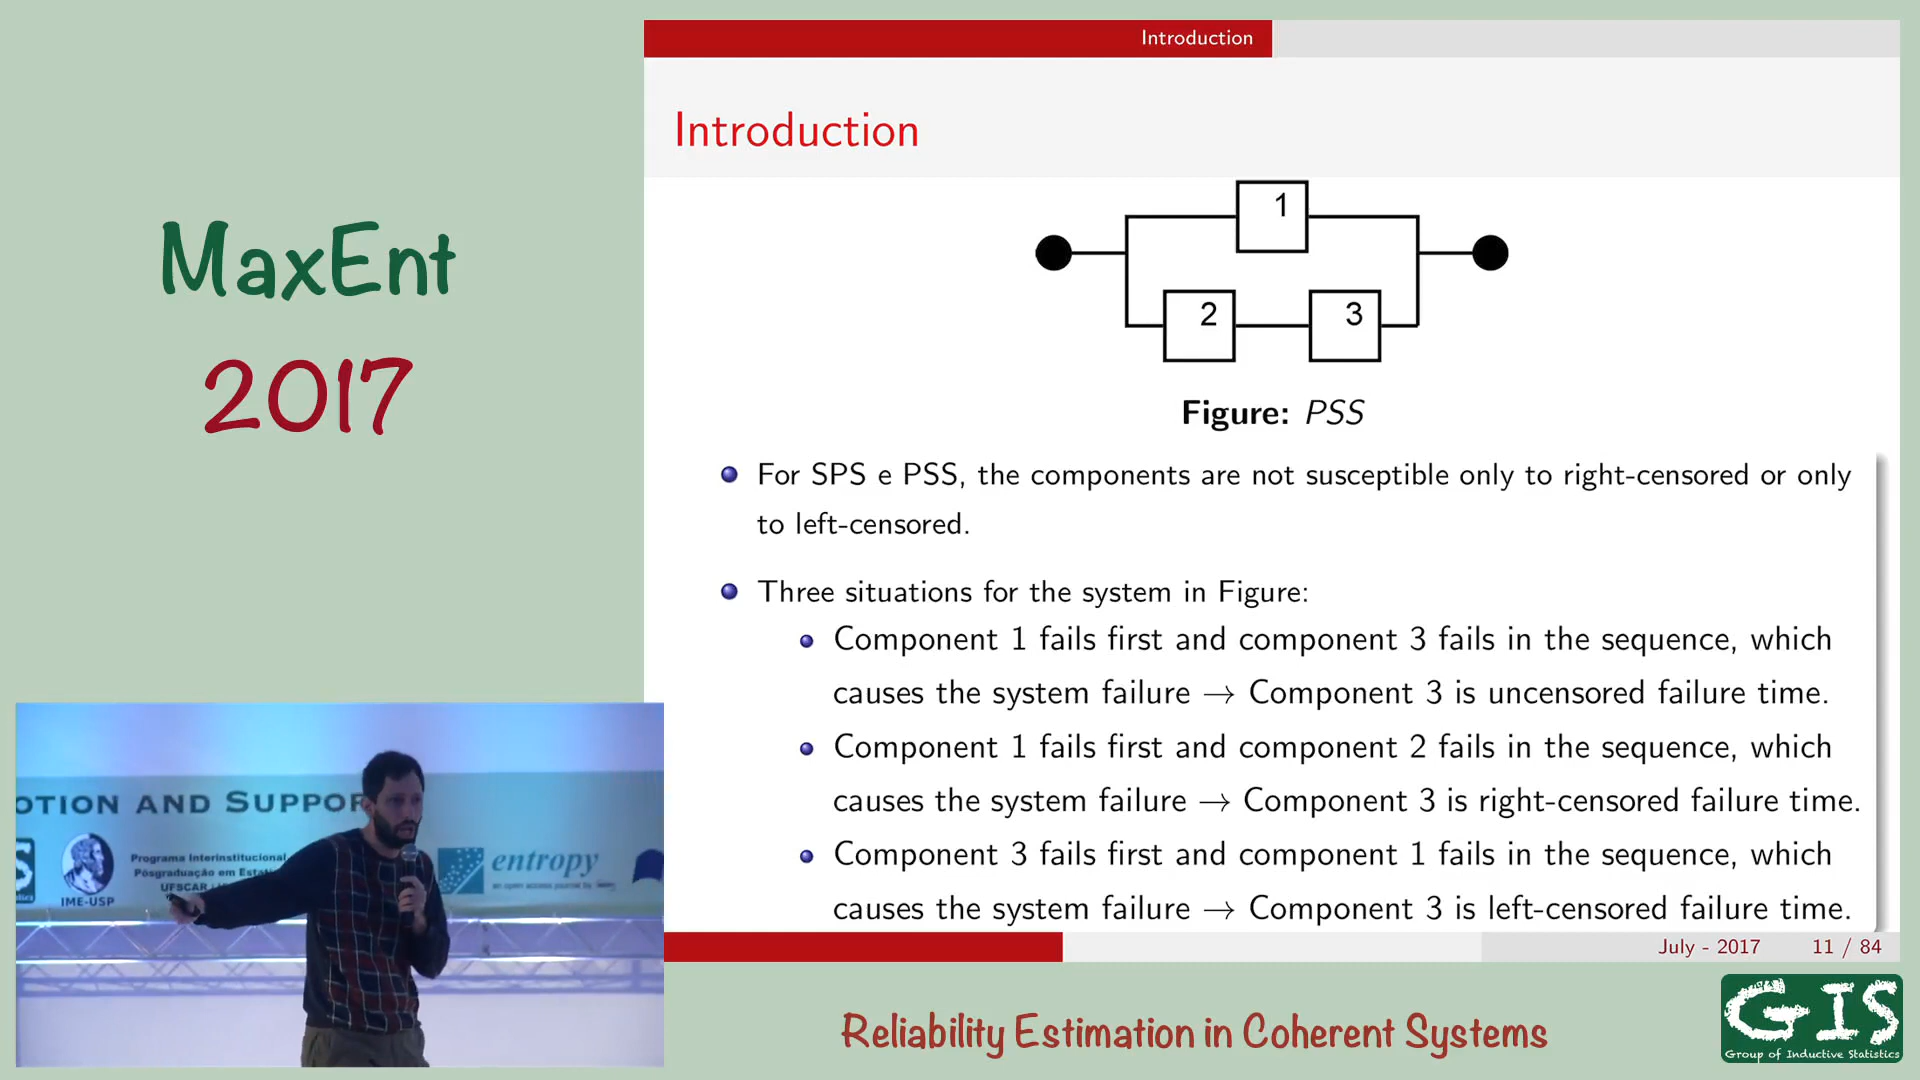 MaxEnt
2017
Introduction
Introduction
1
2
3
Figure: PSS
For SPS e PSS, the components are not susceptible only to right-censored or only
to left-censored.
Three situations for the system in Figure:
Component 1 fails first and component 3 fails in the sequence, which
causes the system failure → Component 3 is uncensored failure time.
Component 1 fails first and component 2 fails in the sequence, which
causes the system failure → Component 3 is right-censored failure time.
Component 3 fails first and component 1 fails in the sequence, which
causes the system failure → Component 3 is left-censored failure time.
July - 2017 11 / 84
OTION AND SUPPOR
Programa Interinstitucional
Pósgraduação em Esta
UFSCAR
IME-USP
entropy
an open access journal by
Reliability Estimation in Coherent Systems
GIS
Group of Inductive Statistics